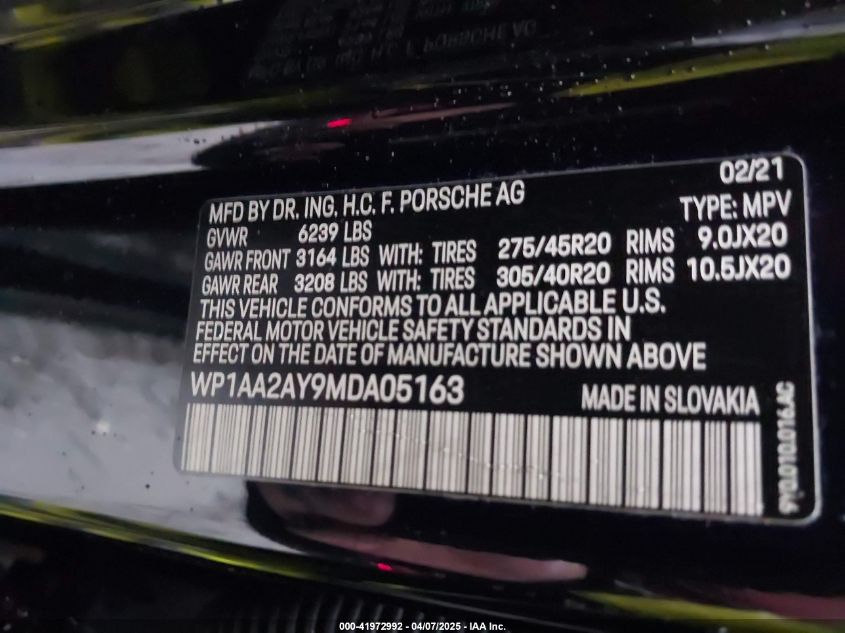 02/21
MFD BY DR. ING. H.C. F. PORSCHE AG TYPE: MPV
GVWR 6239 LBS
GAWR FRONT 3164 LBS WITH: TIRES 275/45R20 RIMS 9.0JX20
GAWR REAR 3208 LBS WITH: TIRES 305/40R20 RIMS 10.5JX20
THIS VEHICLE CONFORMS TO ALL APPLICABLE U.S.
FEDERAL MOTOR VEHICLE SAFETY STANDARDS IN
EFFECT ON THE DATE OF MANUFACTURE SHOWN ABOVE
WP1AA2AY9MDA05163 MADE IN SLOVAKIA
000-41972992 - 04/07/2025 - IAA Inc.